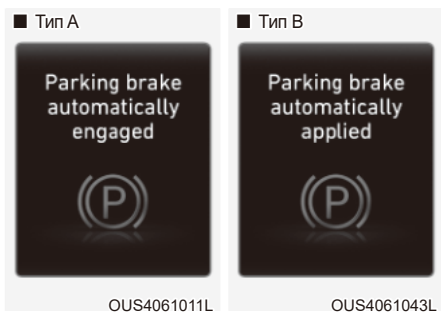 ■ Тип A
Parking brake
automatically
engaged
P
OUS4061011L
■ Тип B
Parking brake
automatically
applied
P
OUS4061043L